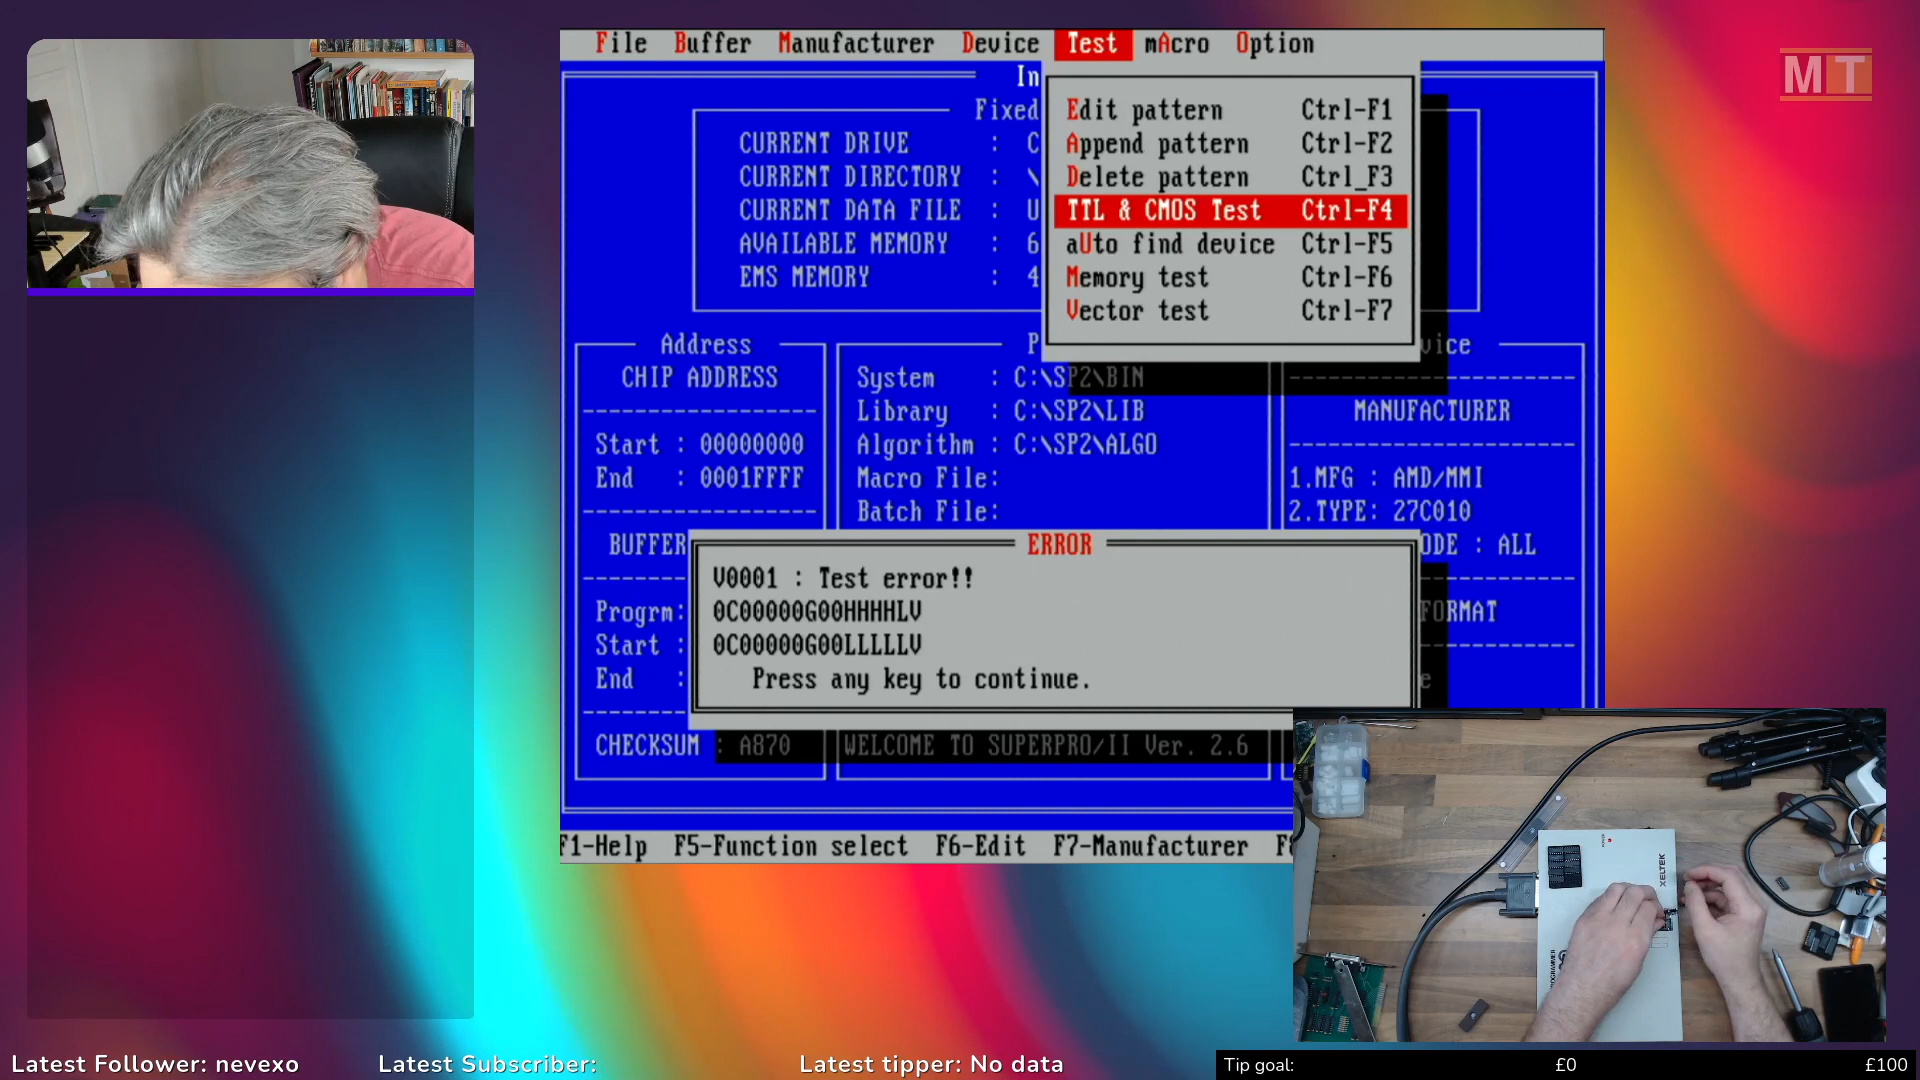 File Buffer Manufacturer Device Test mAcro Option
MT
In
Edit pattern Ctrl-F1
Fixed
Append pattern Ctrl-F2
CURRENT DRIVE : C
Delete pattern Ctrl_F3
CURRENT DIRECTORY : \
TTL & CMOS Test Ctrl-F4
CURRENT DATA FILE : U
aUto find device Ctrl-F5
AVAILABLE MEMORY : 6
Memory test Ctrl-F6
EMS MEMORY : 4
Vector test Ctrl-F7
Address P vice
CHIP ADDRESS System : C:\SP2\BIN
Library : C:\SP2\LIB MANUFACTURER
Start : 00000000 Algorithm : C:\SP2\ALGO
End : 0001FFFF Macro File: 1.MFG : AMD/MMI
Batch File: 2.TYPE: 27C010
BUFFER ERROR ODE : ALL
V0001 : Test error!!
Progrm: 0C00000G00HHHHLV FORMAT
Start : 0C00000G00LLLLLV
End : Press any key to continue. e
CHECKSUM : A870 WELCOME TO SUPERPRO/II Ver. 2.6
F1-Help F5-Function select F6-Edit F7-Manufacturer F8
XELTEK
Latest Follower: nevexo Latest Subscriber: Latest tipper: No data Tip goal: £0 £100